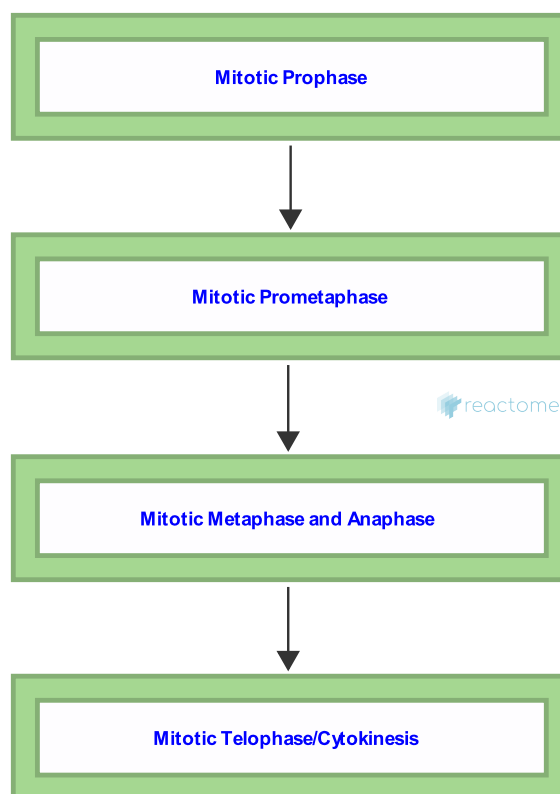 Mitotic Prophase
Mitotic Prometaphase
reactome
Mitotic Metaphase and Anaphase
Mitotic Telophase/Cytokinesis